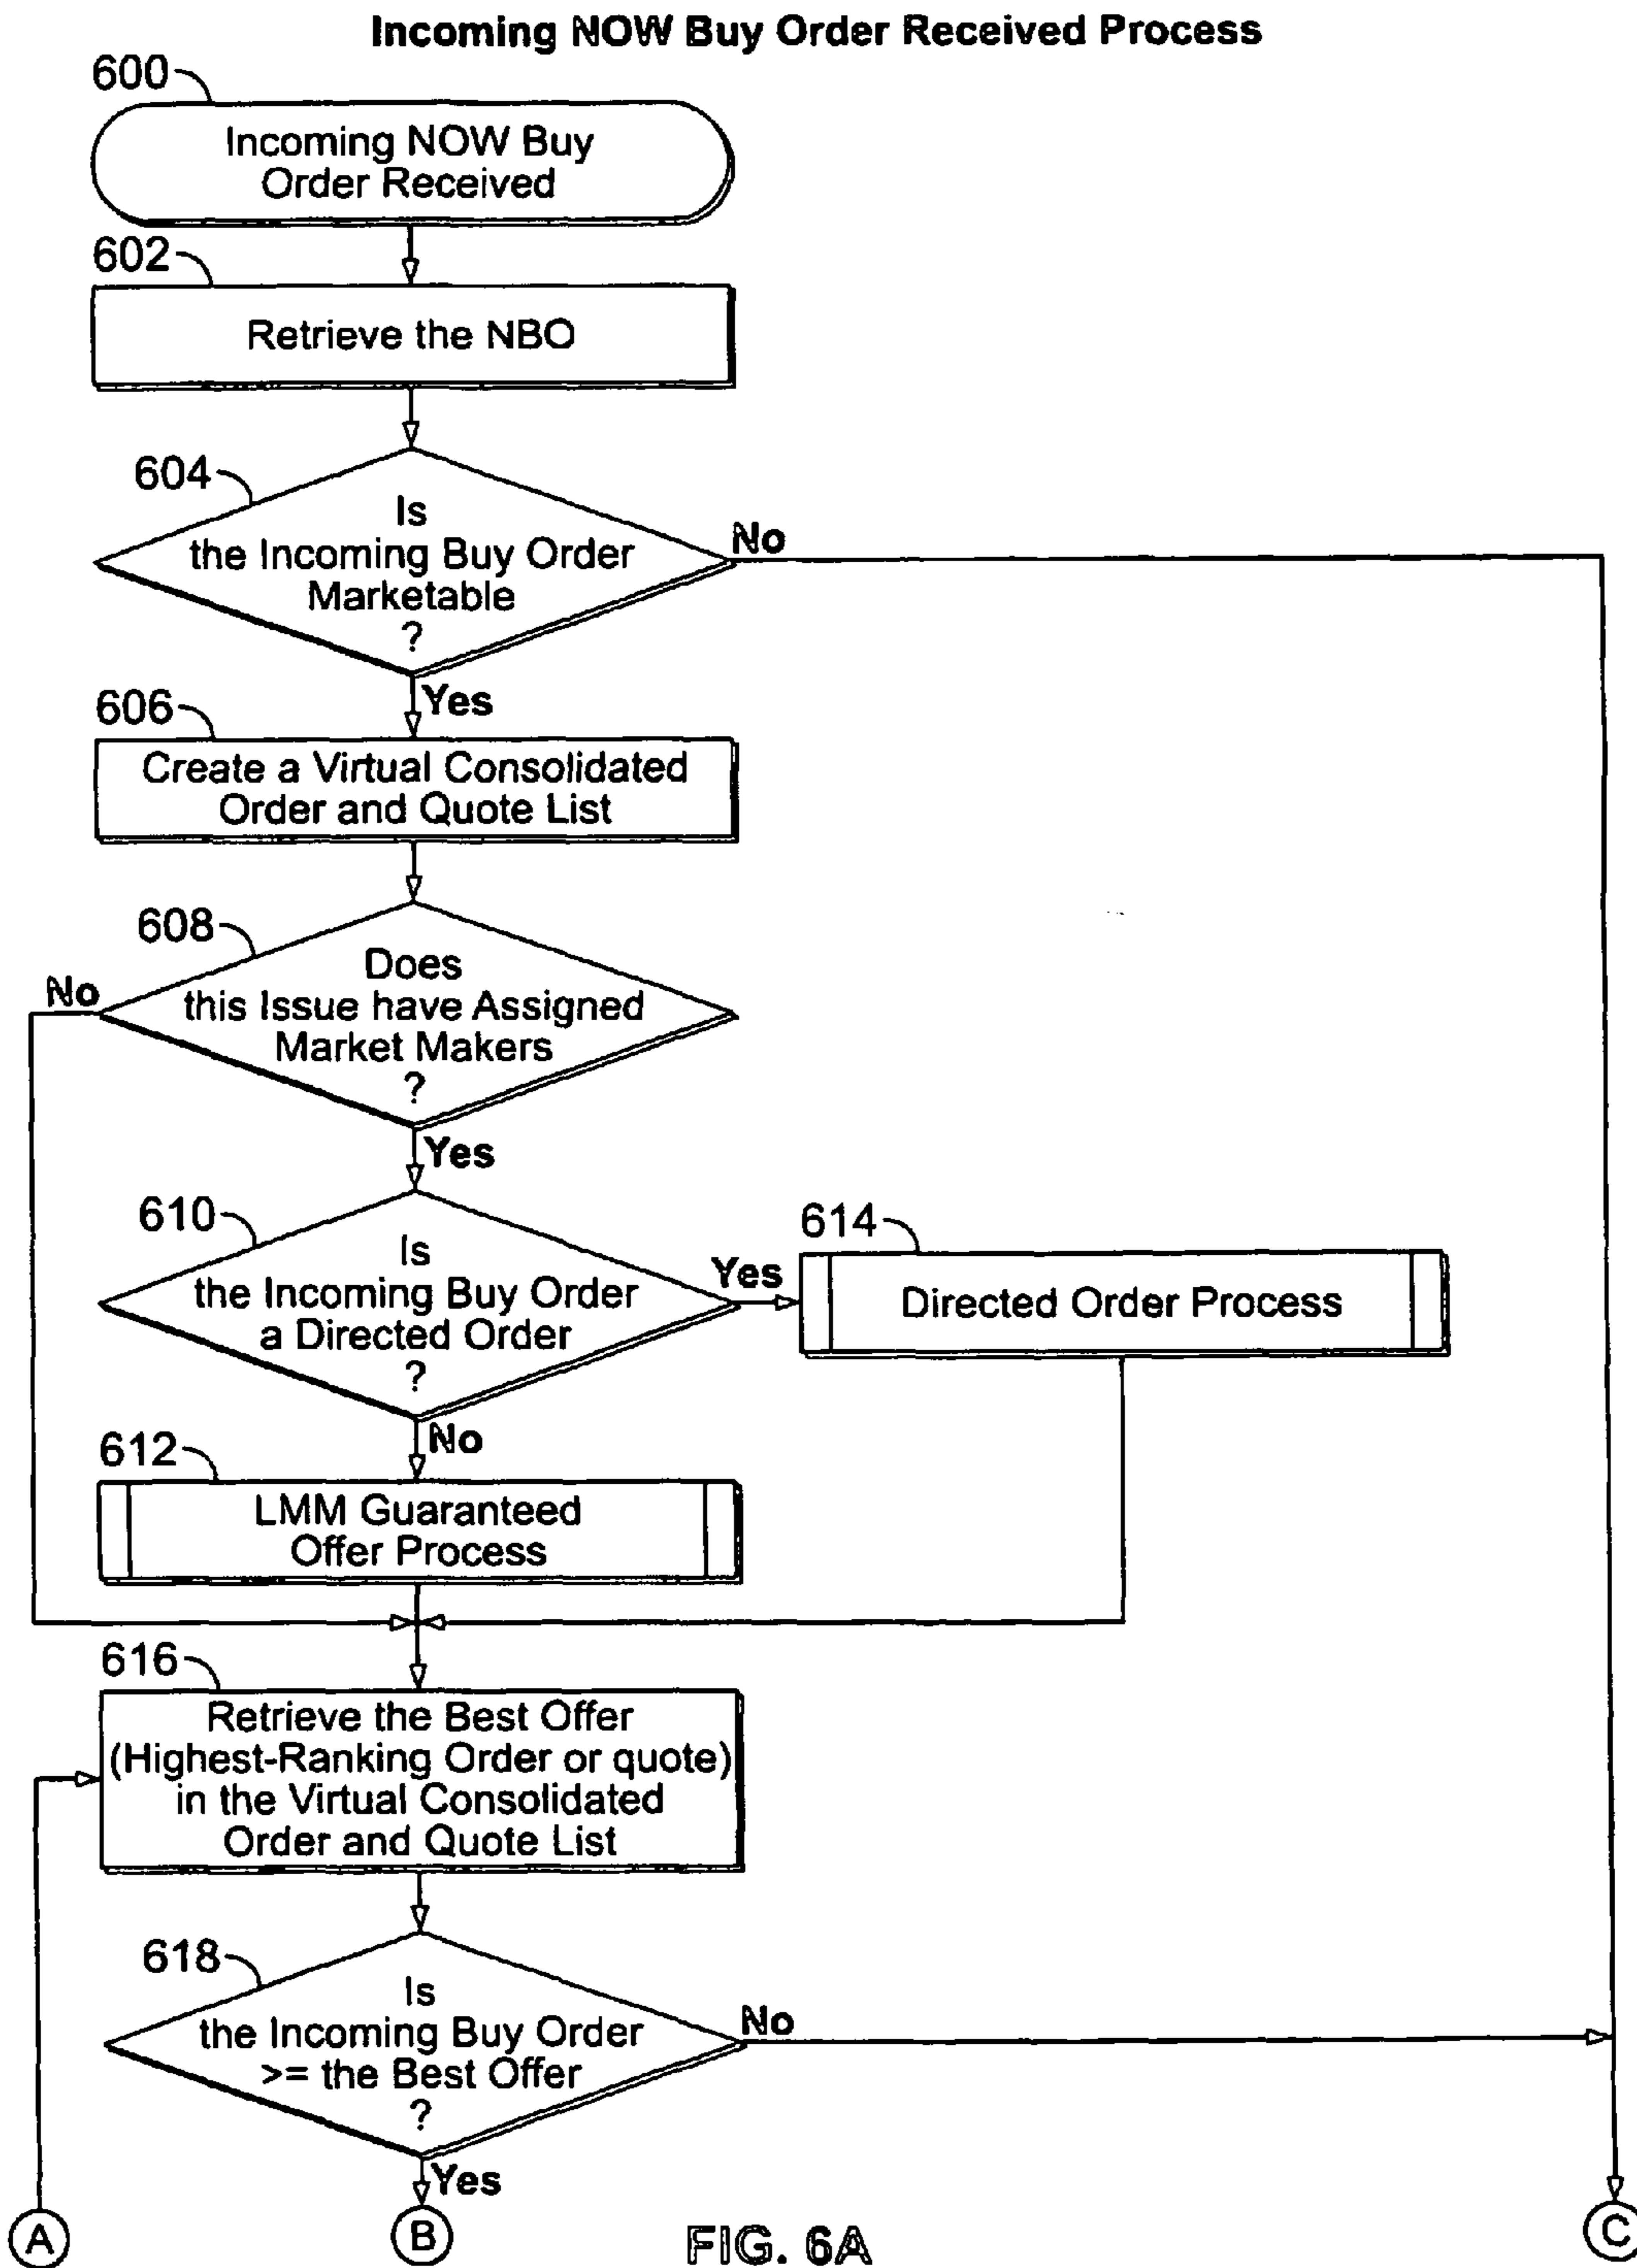 Incoming NOW Buy Order Received Process
600
Incoming NOW Buy
Order Received
602
Retrieve the NBO
604
Is
the Incoming Buy Order
Marketable
?
No
Yes
606
Create a Virtual Consolidated
Order and Quote List
608
Does
this Issue have Assigned
Market Makers
?
No
Yes
610
Is
the Incoming Buy Order
a Directed Order
?
Yes
614
Directed Order Process
No
612
LMM Guaranteed
Offer Process
616
Retrieve the Best Offer
(Highest-Ranking Order or quote)
in the Virtual Consolidated
Order and Quote List
618
Is
the Incoming Buy Order
>= the Best Offer
?
No
Yes
A
B
C
FIG. 6A